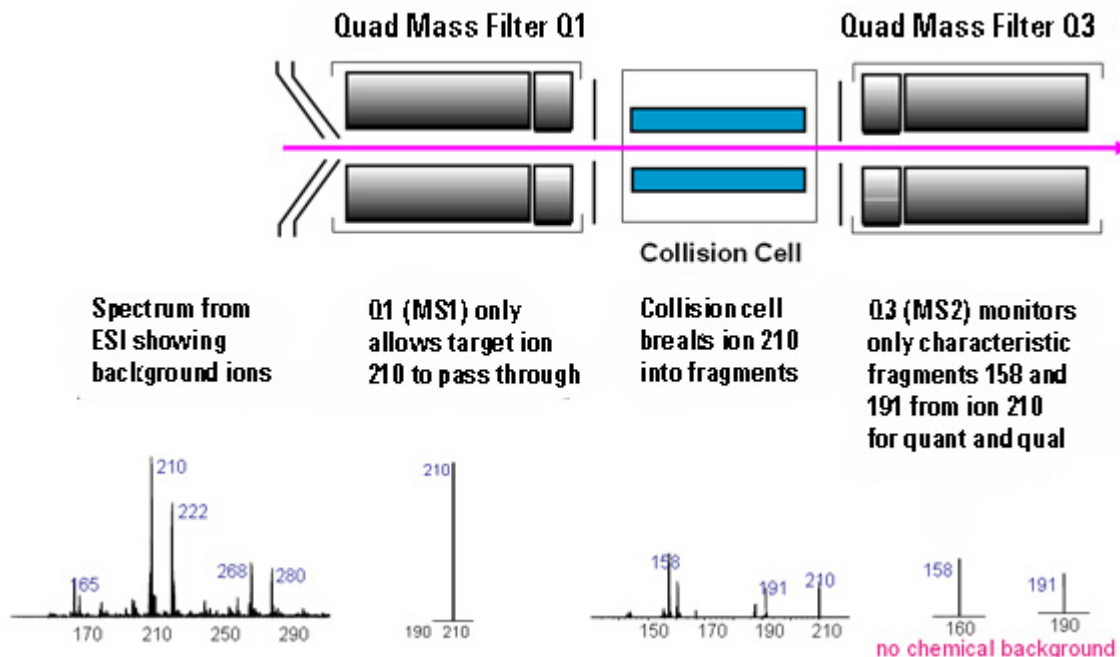 Quad Mass Filter Q1
Quad Mass Filter Q3
Collision Cell
Spectrum from
ESI showing
background ions
Q1 (MS1) only
allows target ion
210 to pass through
Collision cell
breaks ion 210
into fragments
Q3 (MS2) monitors
only characteristic
fragments 158 and
191 from ion 210
for quant and qual
210
222
268
280
165
170 210 250 290
210
190 210
158
191
210
150 170 190 210
158
191
160 190
no chemical background